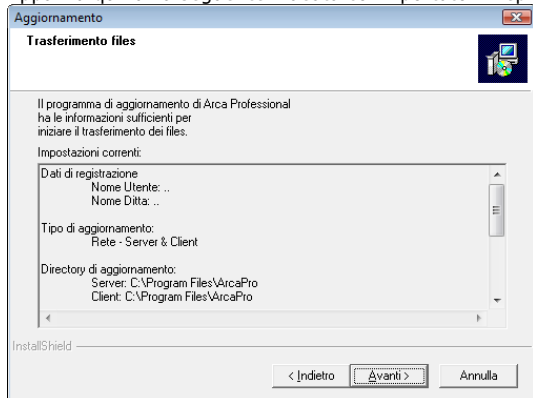 Aggiornamento
Trasferimento files
Il programma di aggiornamento di Arca Professional
ha le informazioni sufficienti per
iniziare il trasferimento dei files.
Impostazioni correnti:
Dati di registrazione
Nome Utente: ..
Nome Ditta: ..
Tipo di aggiornamento:
Rete - Server & Client
Directory di aggiornamento:
Server: C:\Program Files\ArcaPro
Client: C:\Program Files\ArcaPro
InstallShield
< Indietro
Avanti >
Annulla